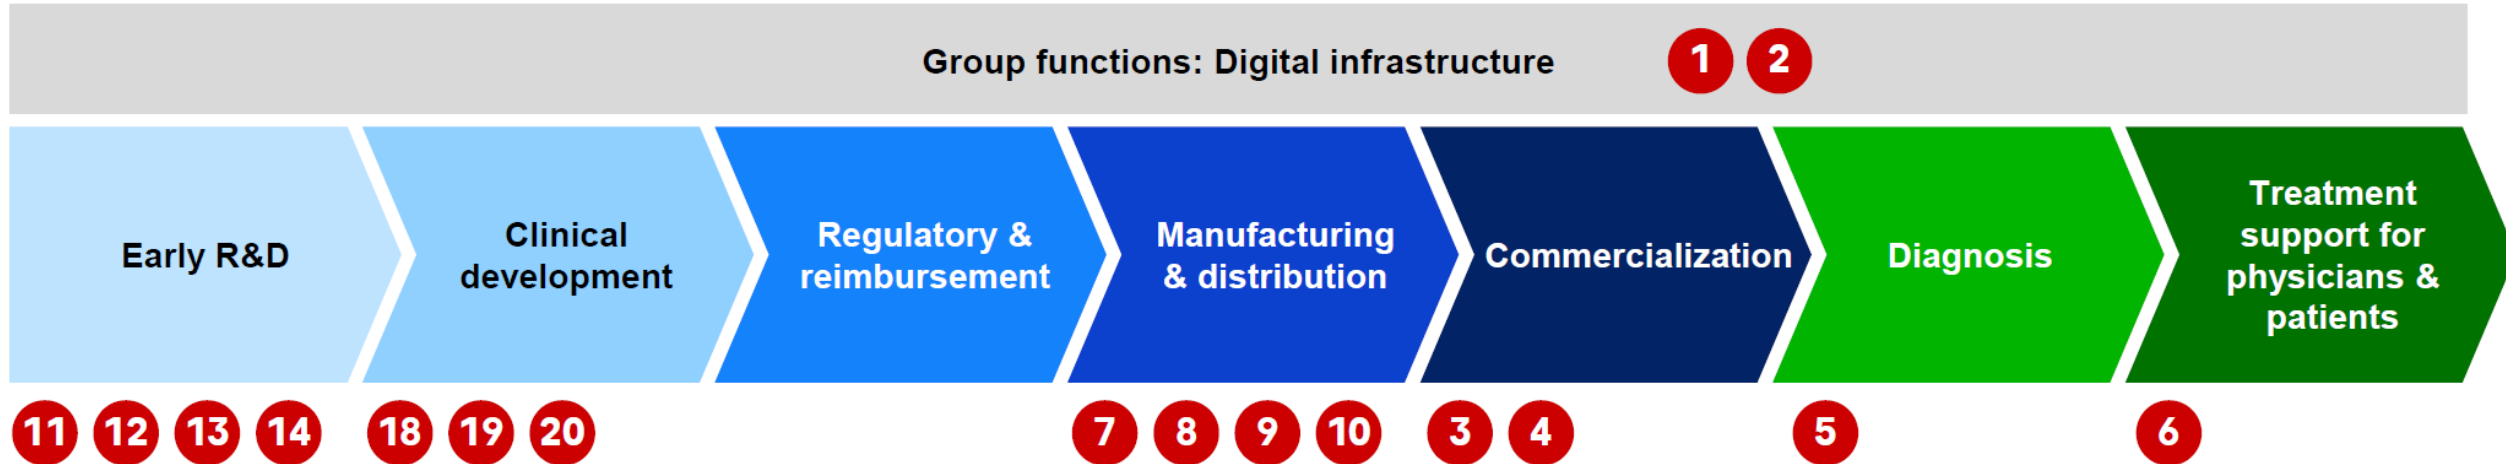 Group functions: Digital infrastructure 1 2
Early R&D
Clinical
development
Regulatory &
reimbursement
Manufacturing
& distribution
Commercialization
Diagnosis
Treatment
support for
physicians &
patients
11 12 13 14 18 19 20 7 8 9 10 3 4 5 6